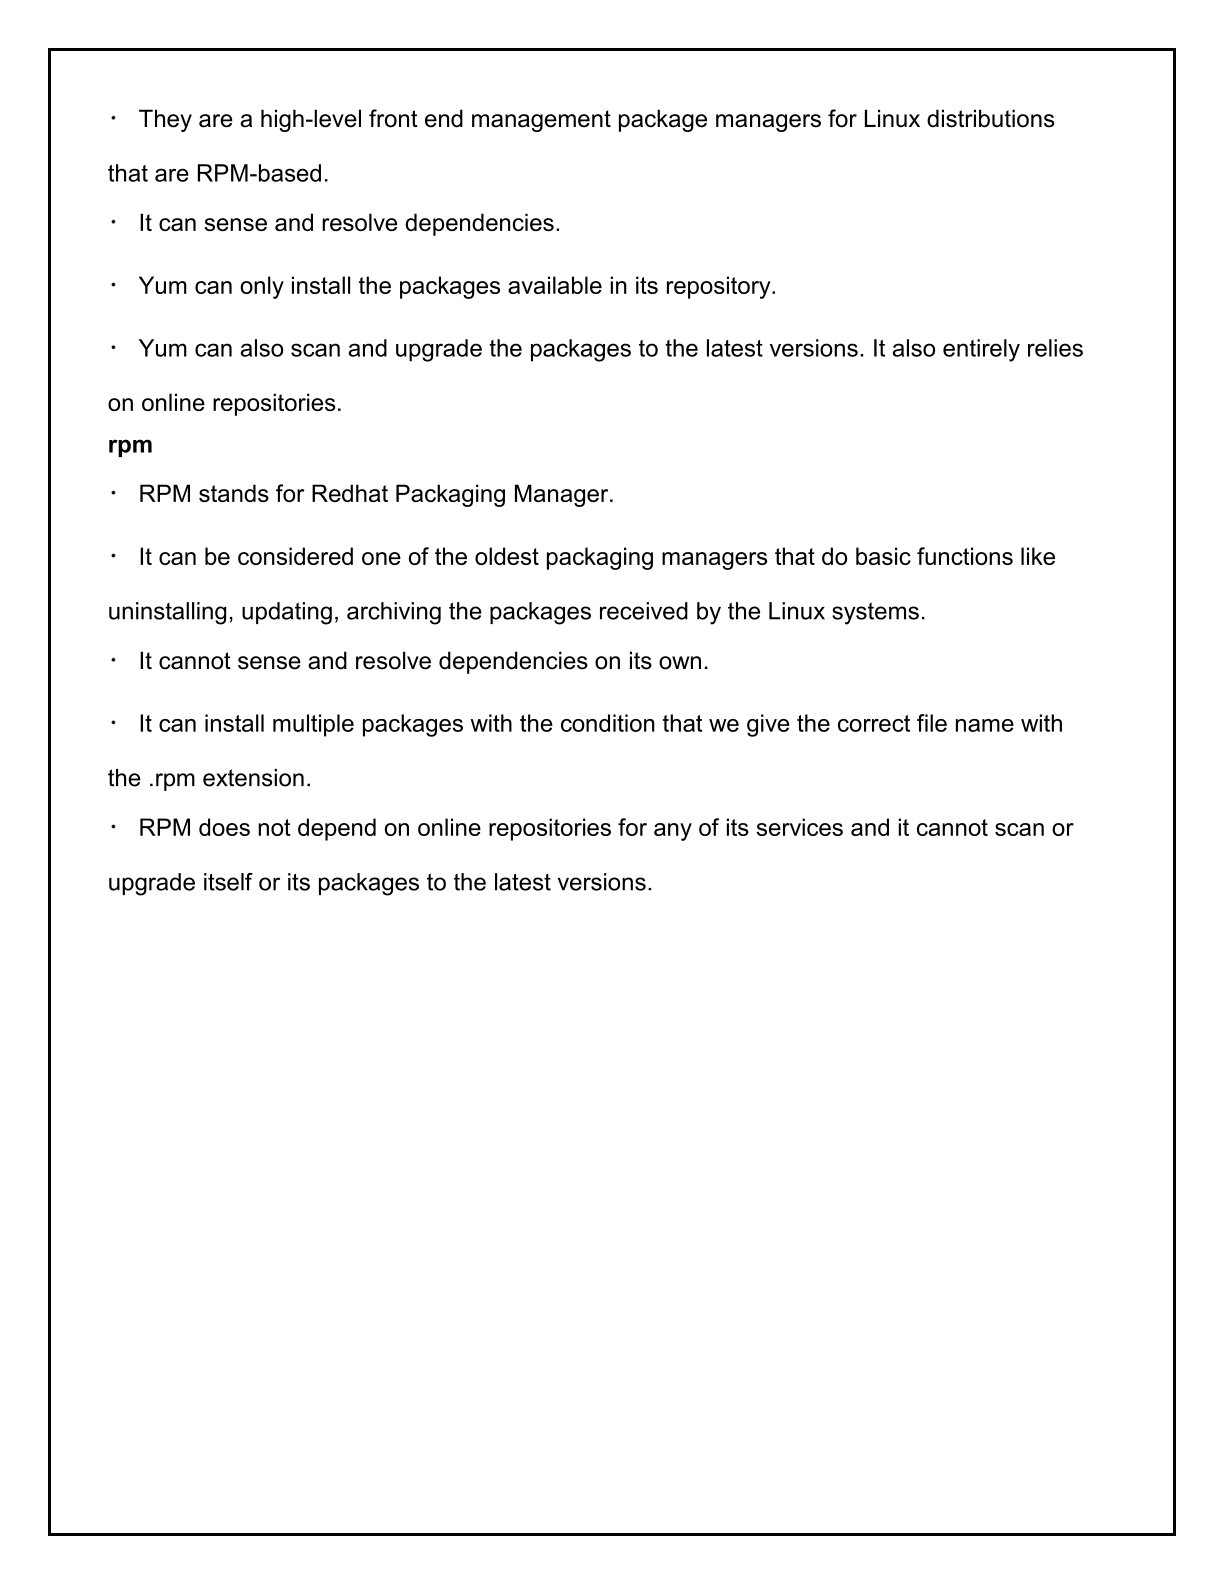 · They are a high-level front end management package managers for Linux distributions
that are RPM-based.
· It can sense and resolve dependencies.
· Yum can only install the packages available in its repository.
· Yum can also scan and upgrade the packages to the latest versions. It also entirely relies
on online repositories.
rpm
· RPM stands for Redhat Packaging Manager.
· It can be considered one of the oldest packaging managers that do basic functions like
uninstalling, updating, archiving the packages received by the Linux systems.
· It cannot sense and resolve dependencies on its own.
· It can install multiple packages with the condition that we give the correct file name with
the .rpm extension.
· RPM does not depend on online repositories for any of its services and it cannot scan or
upgrade itself or its packages to the latest versions.